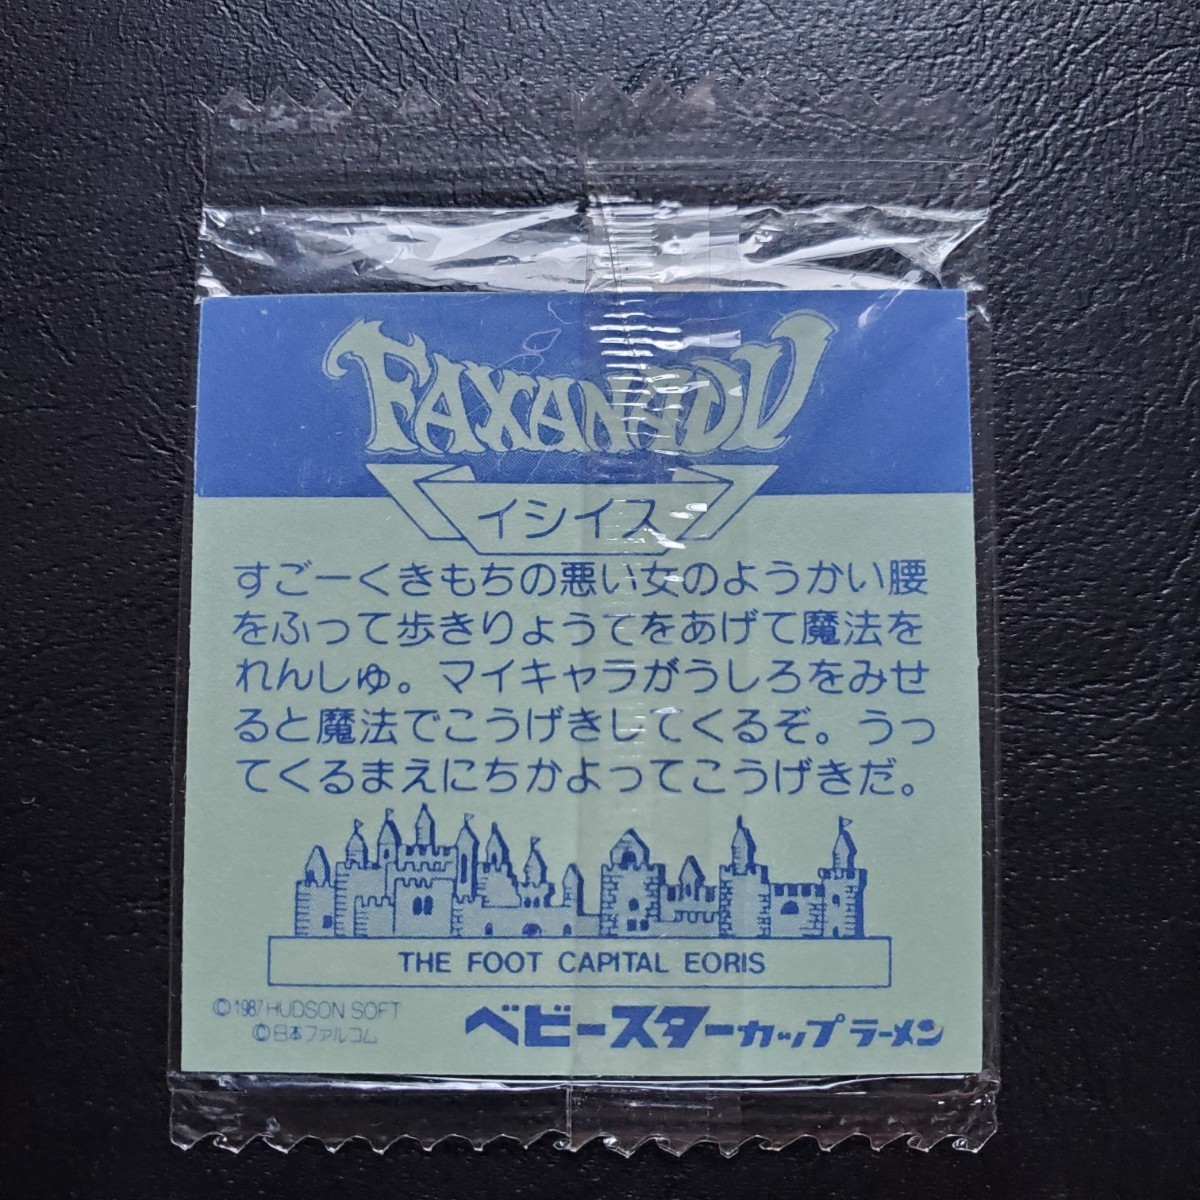 FAXANADU
イシイス
すごーくきもちの悪い女のようかい腰
をふって歩きりょうてをあげて魔法を
れんしゅ。マイキャラがうしろをみせ
ると魔法でこうげきしてくるぞ。うっ
てくるまえにちかよってこうげきだ。
THE FOOT CAPITAL EORIS
©1987 HUDSON SOFT
©日本ファルコム
ベビースターカップラーメン